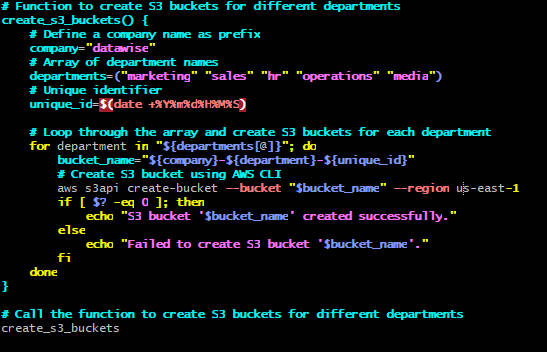 # Function to create S3 buckets for different departments
create_s3_buckets() {
    # Define a company name as prefix
    company="datawise"
    # Array of department names
    departments=("marketing" "sales" "hr" "operations" "media")
    # Unique identifier
    unique_id=$(date +%Y%m%d%H%M%S)

    # Loop through the array and create S3 buckets for each department
    for department in "${departments[@]}"; do
        bucket_name="${company}-${department}-${unique_id}"
        # Create S3 bucket using AWS CLI
        aws s3api create-bucket --bucket "$bucket_name" --region us-east-1
        if [ $? -eq 0 ]; then
            echo "S3 bucket '$bucket_name' created successfully."
        else
            echo "Failed to create S3 bucket '$bucket_name'."
        fi
    done
}

# Call the function to create S3 buckets for different departments
create_s3_buckets